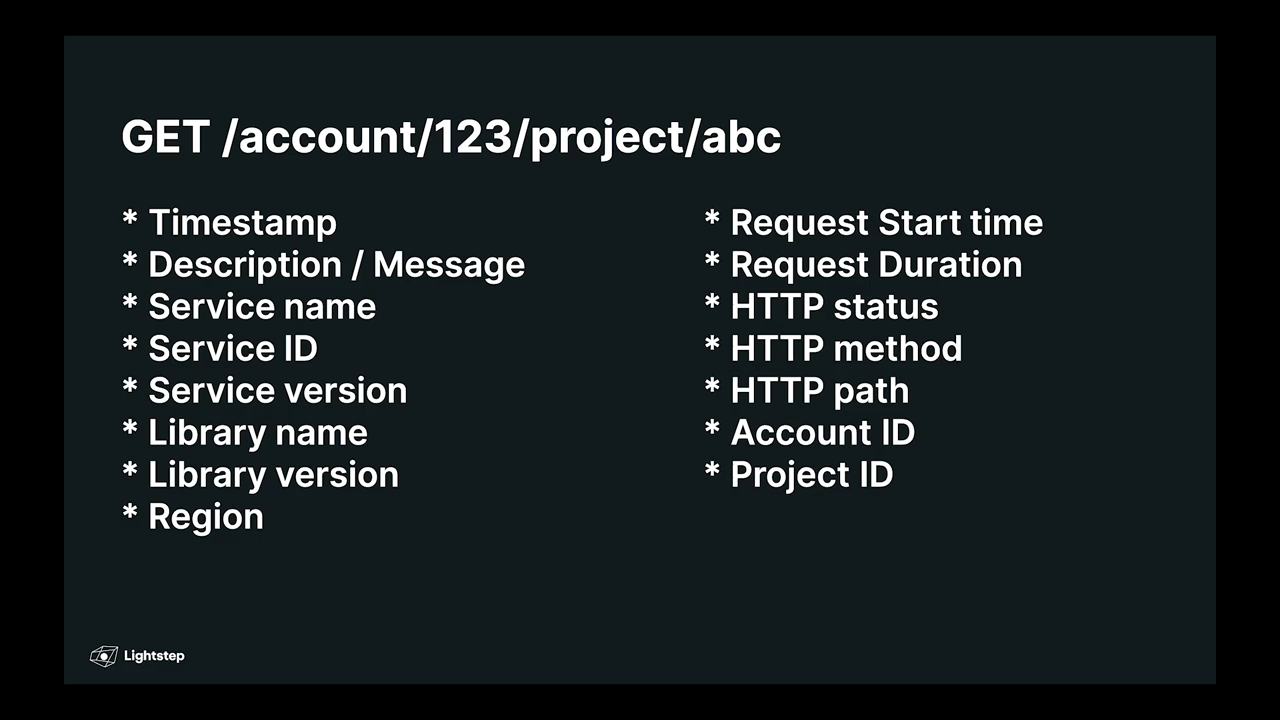 GET /account/123/project/abc
* Timestamp
* Description / Message
* Service name
* Service ID
* Service version
* Library name
* Library version
* Region
* Request Start time
* Request Duration
* HTTP status
* HTTP method
* HTTP path
* Account ID
* Project ID
Lightstep